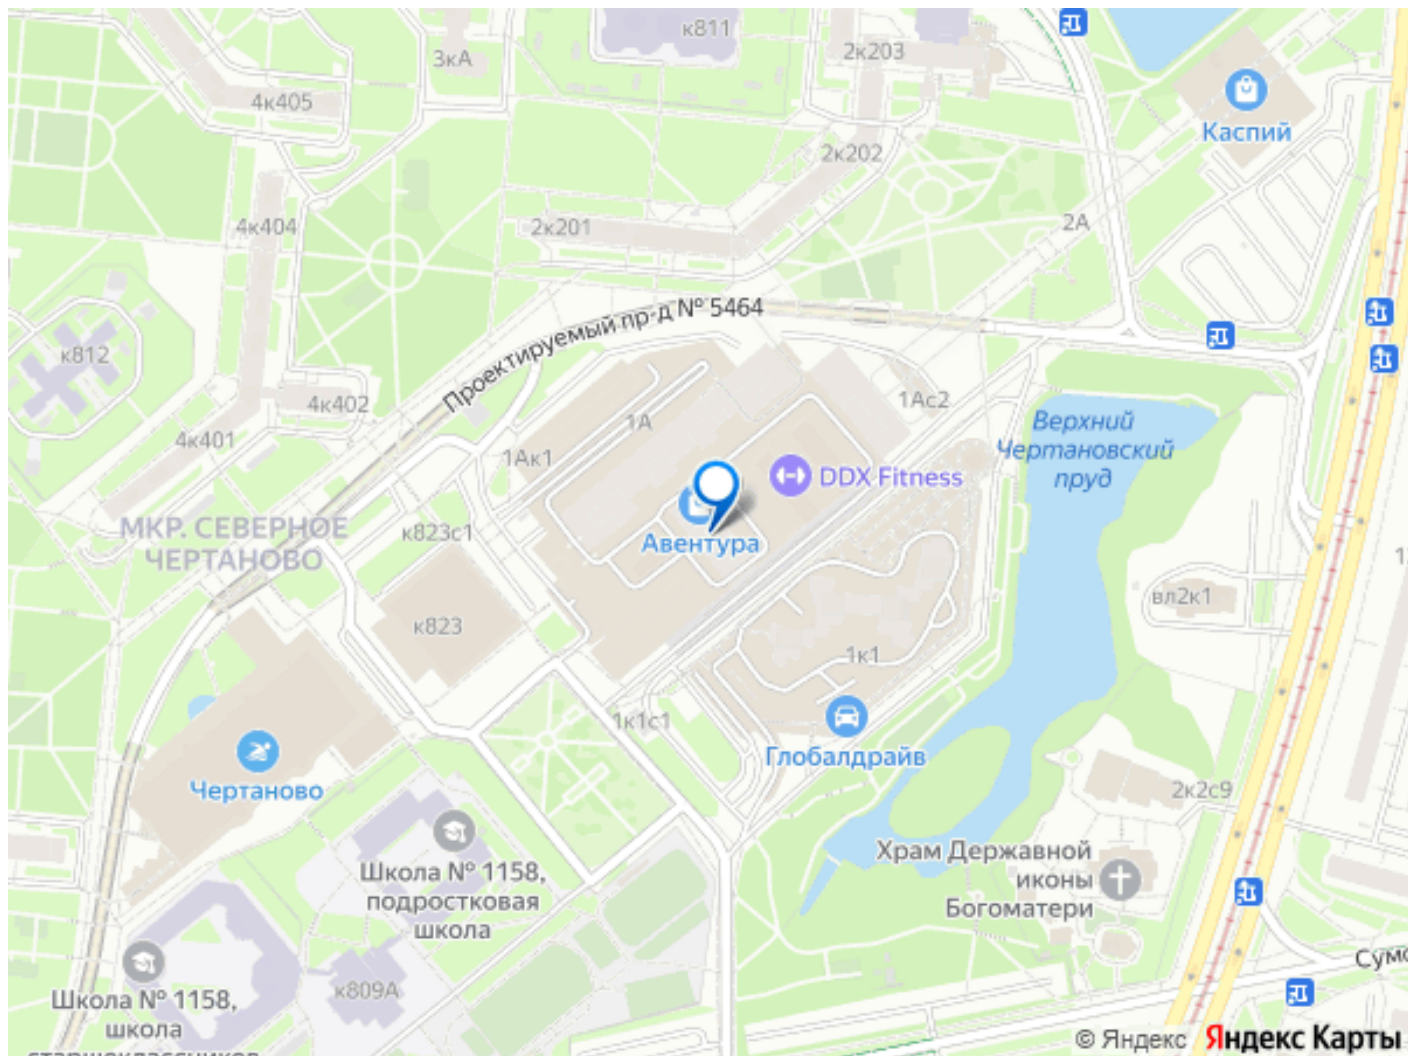 к811
2к203
3кА
4к405
Каспий
2к202
4к404
2к201
2А
Проектируемый пр-д № 5464
к812
4к402
1А
1Ас2
Верхний
Чертановский
пруд
4к401
1Ак1
DDX Fitness
МКР. СЕВЕРНОЕ
ЧЕРТАНОВО
к823с1
Авентура
вл2к1
к823
1к1
1к1с1
Глобалдрайв
Чертаново
2к2с9
Школа № 1158,
подростковая
школа
Храм Державной
иконы
Богоматери
Школа № 1158,
школа
старшеклассников
к809А
Сумс
© Яндекс Яндекс Карты